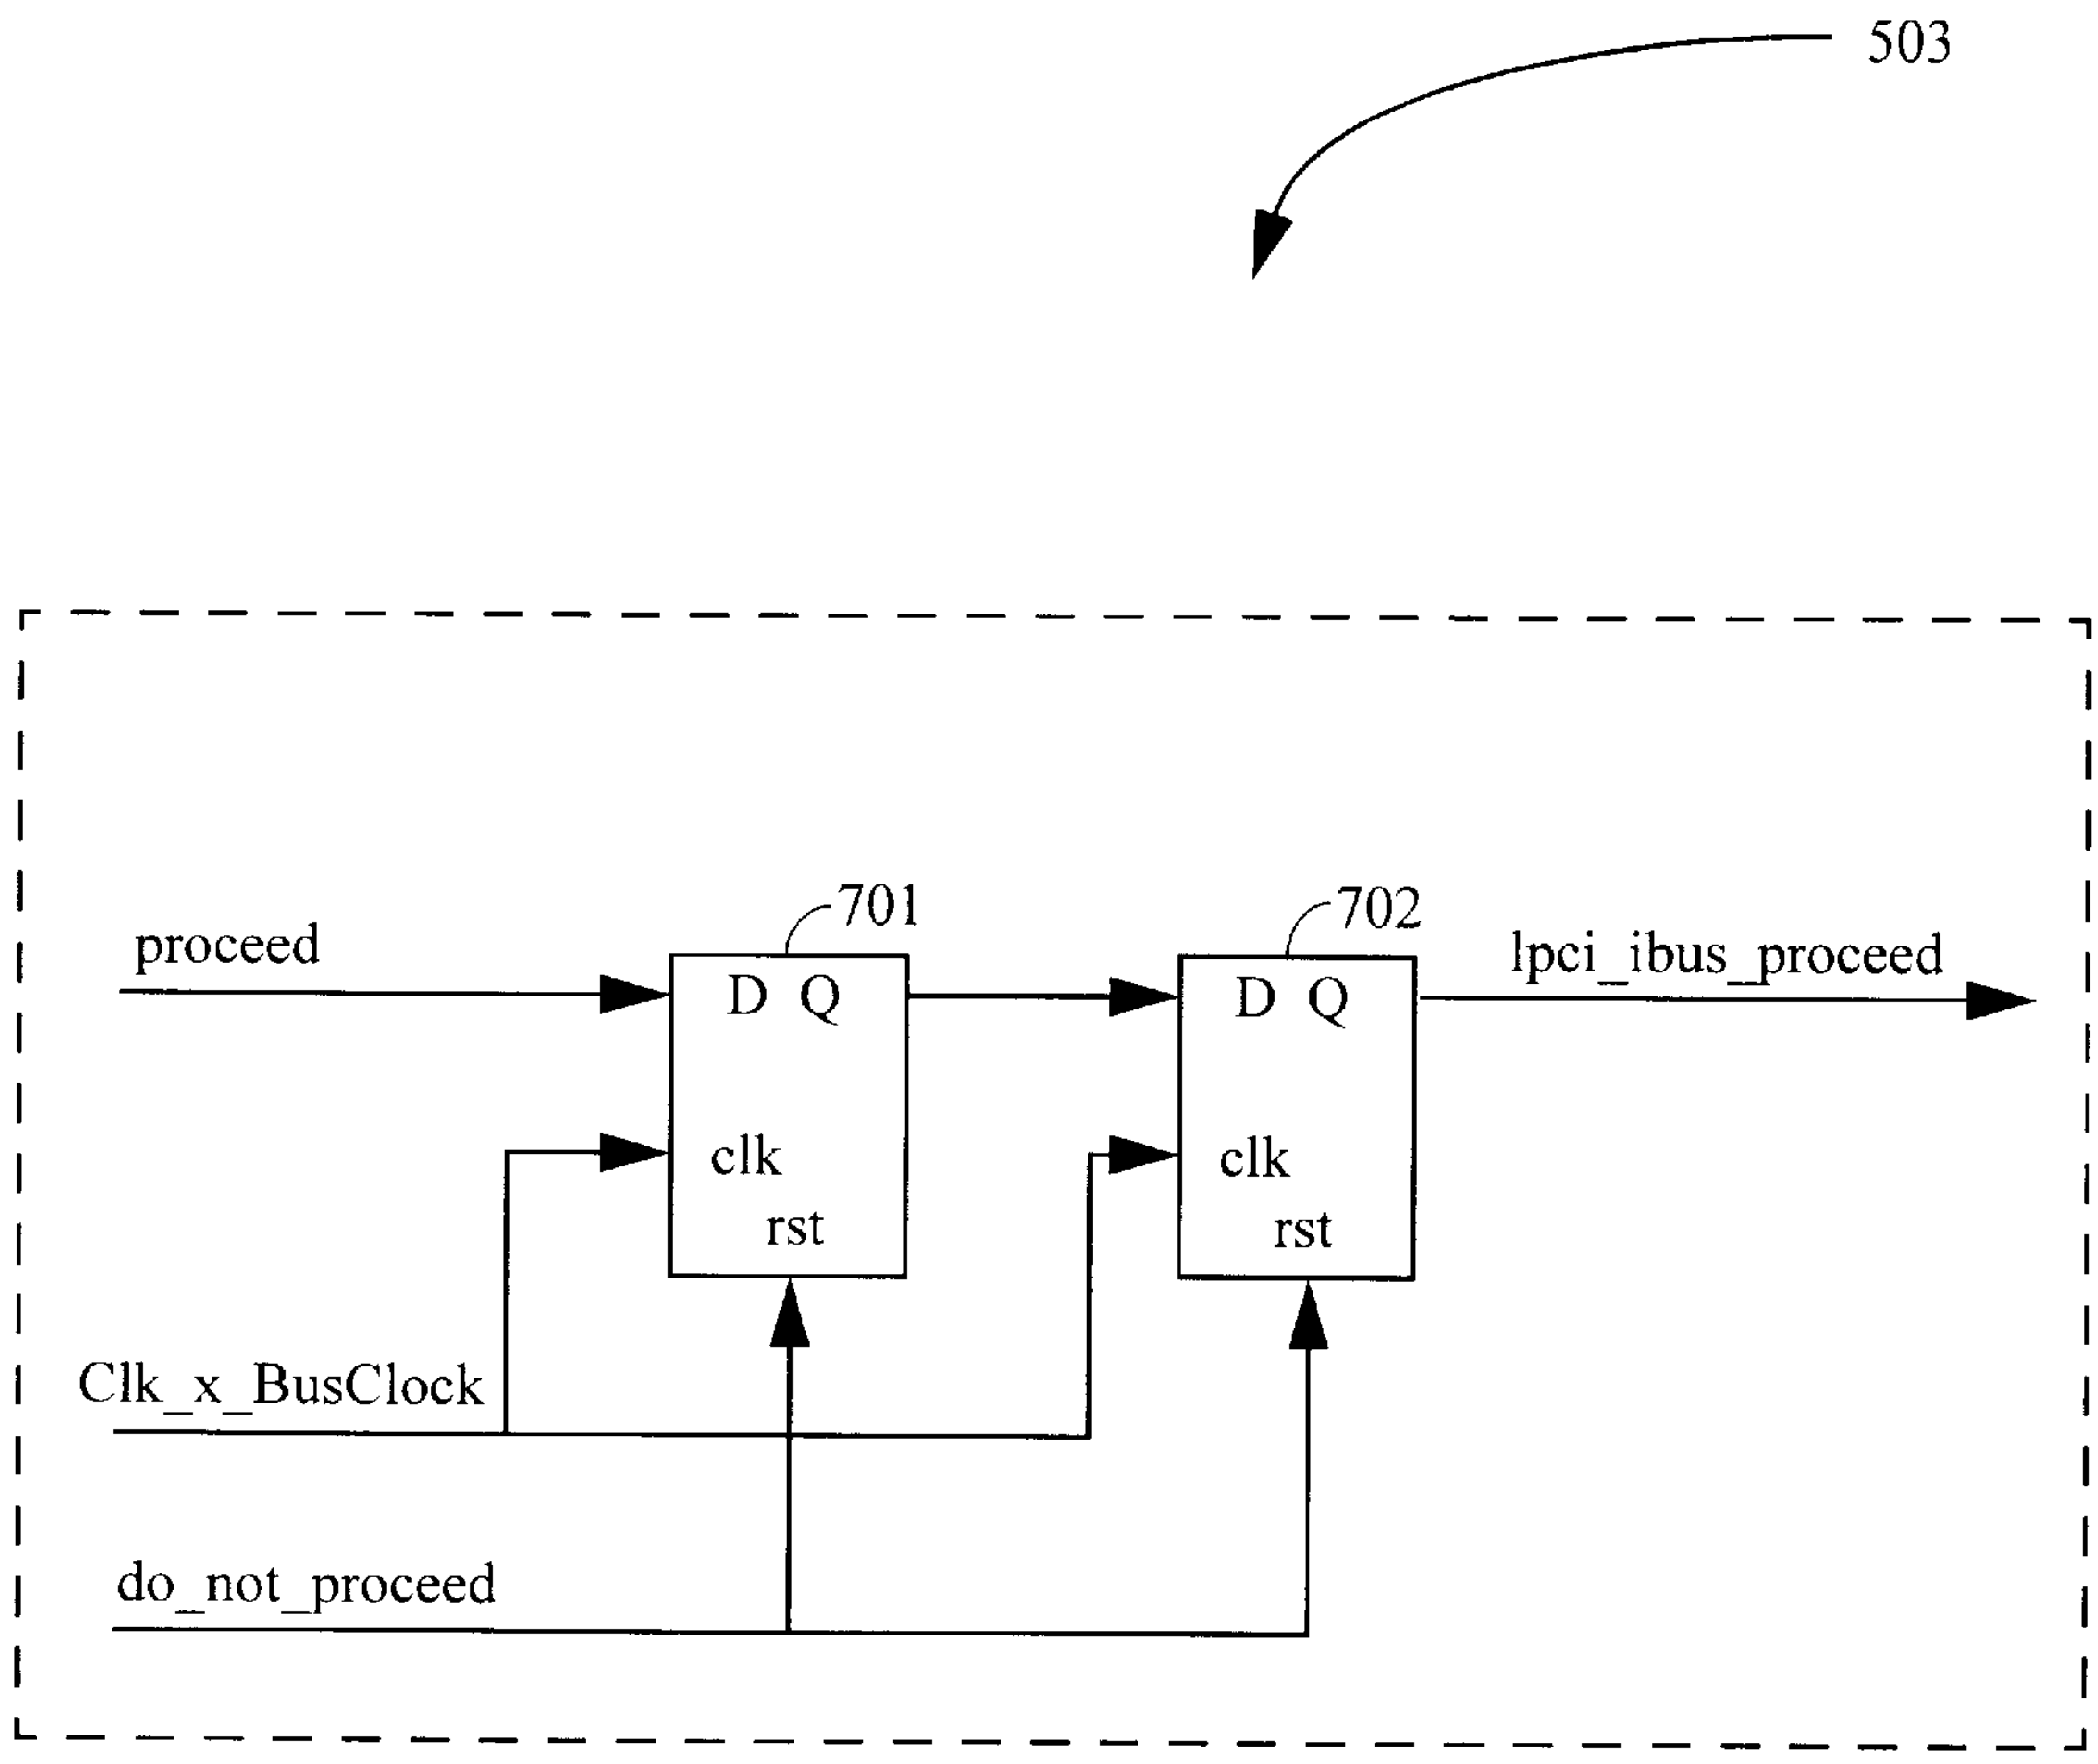 503
701
702
proceed
lpci_ibus_proceed
D Q
D Q
clk
clk
rst
rst
Clk_x_BusClock
do_not_proceed